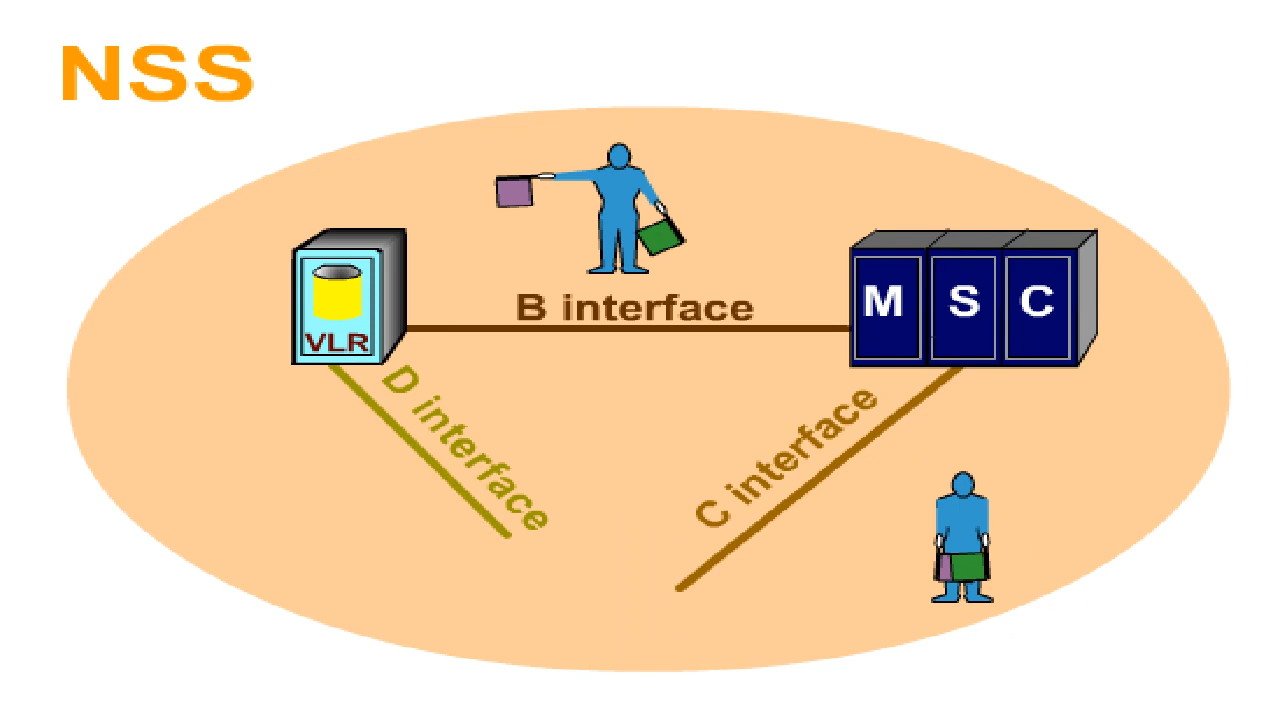 NSS
B interface
VLR
M S C
D interface
C interface